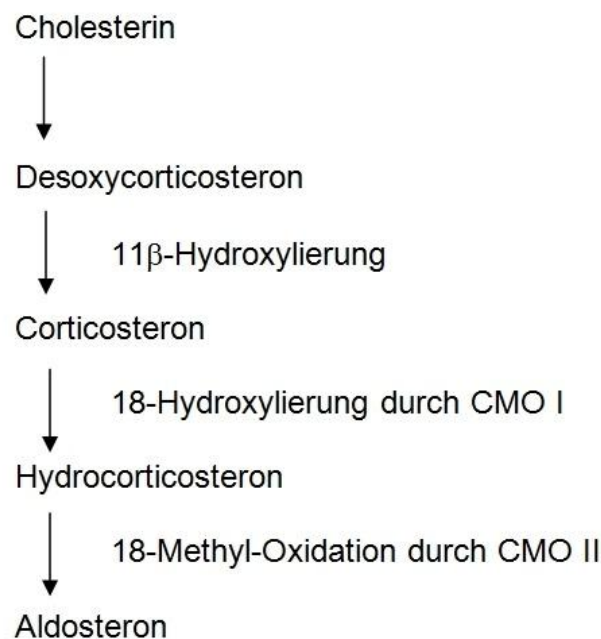 Cholesterin
Desoxycorticosteron
11β-Hydroxylierung
Corticosteron
18-Hydroxylierung durch CMO I
Hydrocorticosteron
18-Methyl-Oxidation durch CMO II
Aldosteron